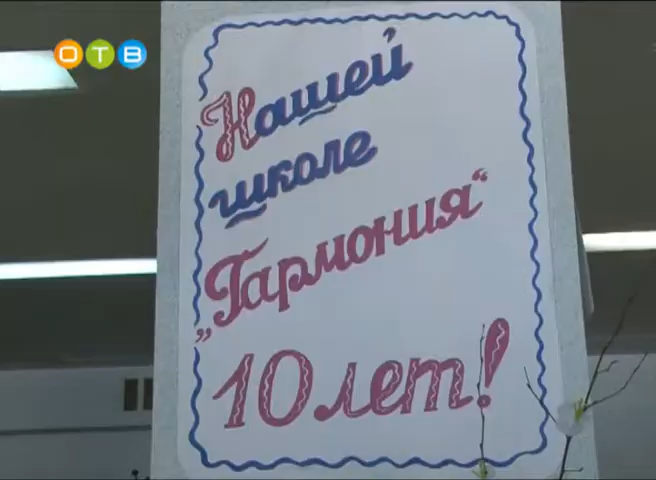 ОТВ
Нашей
школе
„Гармония“
10 лет!